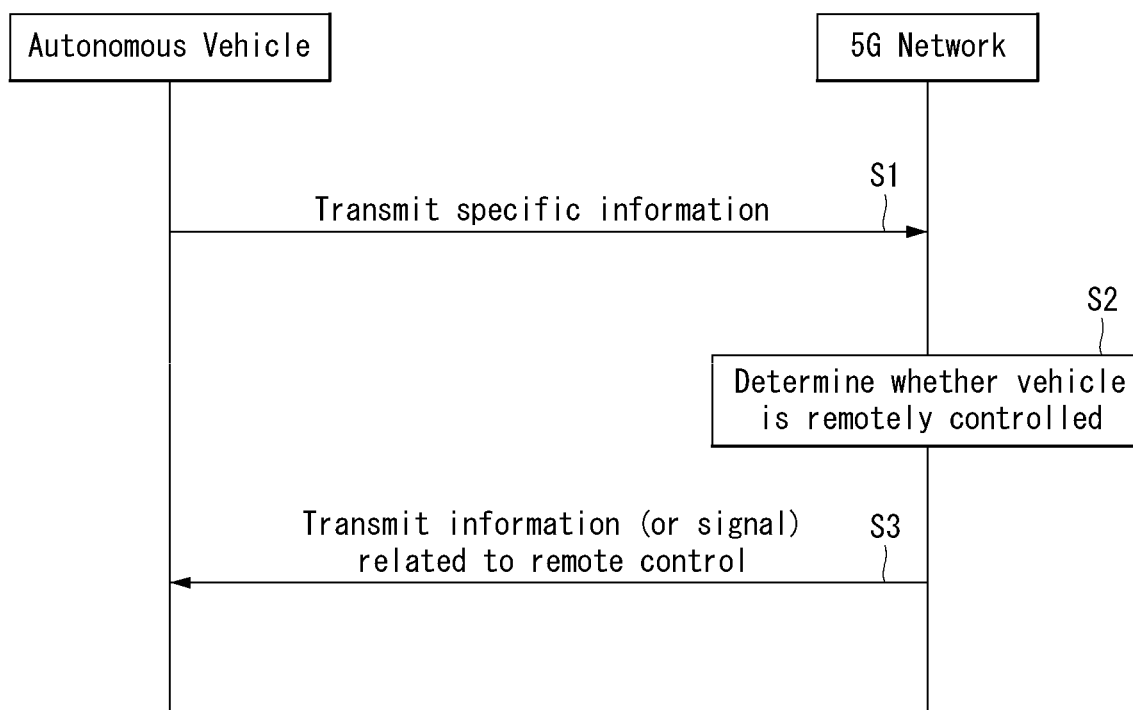 Autonomous Vehicle
5G Network
S1
Transmit specific information
S2
Determine whether vehicle
is remotely controlled
Transmit information (or signal)
S3
related to remote control